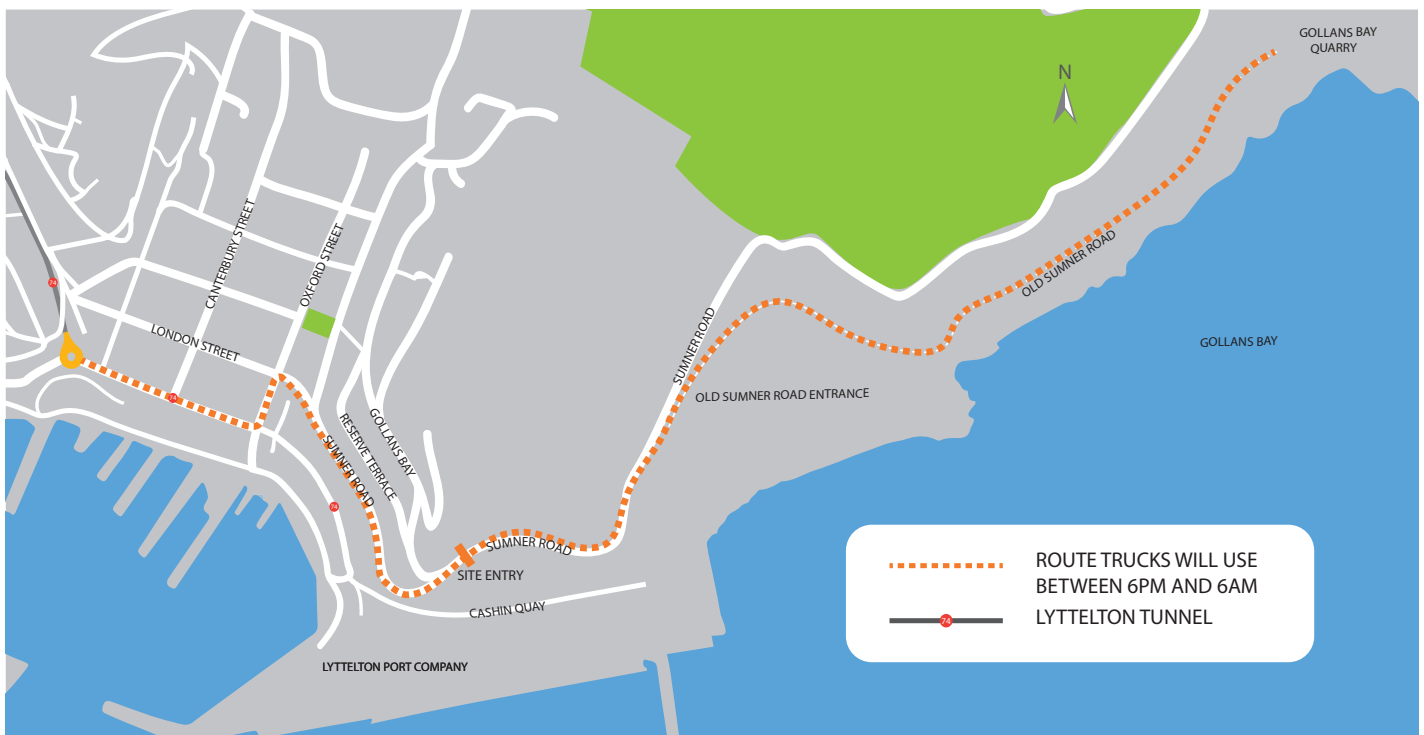 GOLLANS BAY
QUARRY
N
CANTERBURY STREET
OXFORD STREET
OLD SUMNER ROAD
74
LONDON STREET
SUMNER ROAD
GOLLANS BAY
74
OLD SUMNER ROAD ENTRANCE
GOLLANS BAY
RESERVE TERRACE
SUMNER ROAD
74
SUMNER ROAD
SITE ENTRY
CASHIN QUAY
LYTTELTON PORT COMPANY
ROUTE TRUCKS WILL USE
BETWEEN 6PM AND 6AM
74
LYTTELTON TUNNEL